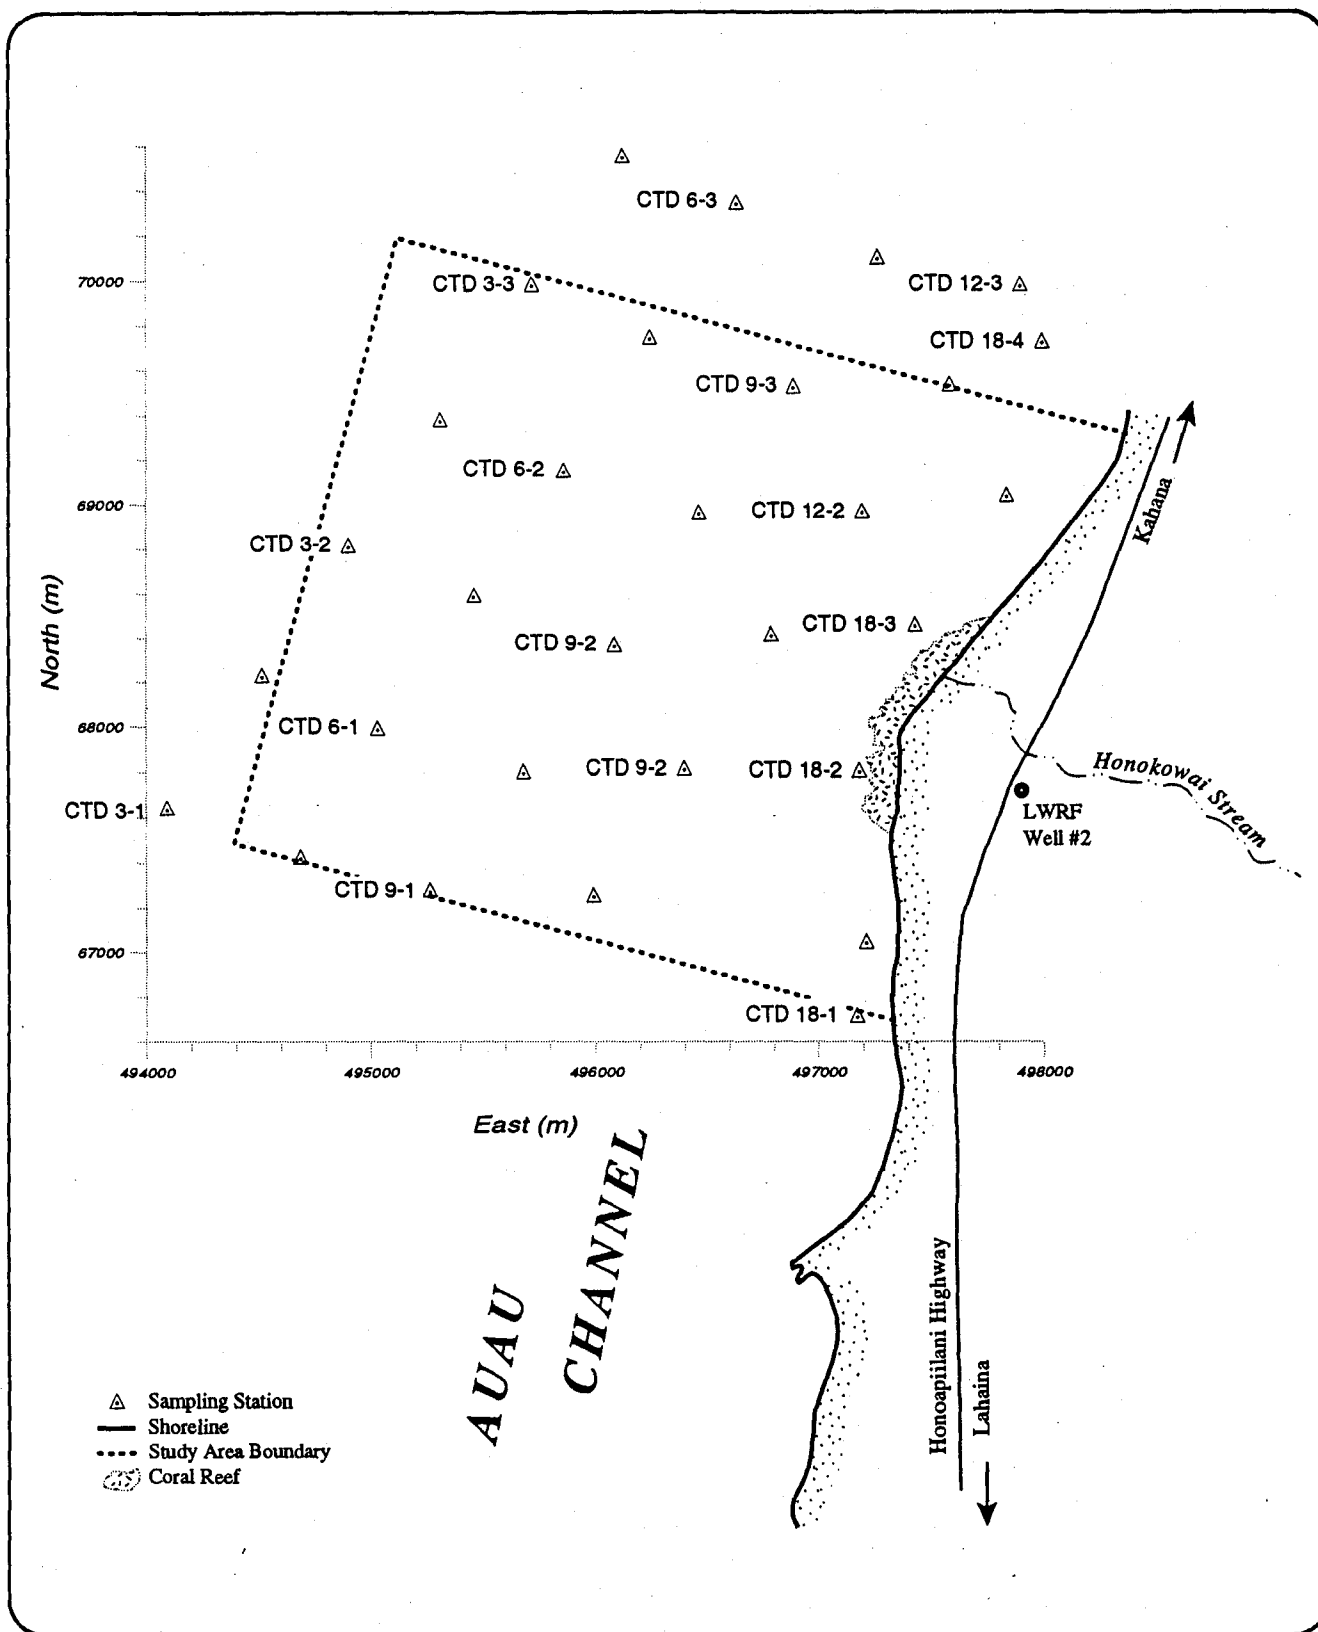 CTD 6-3
70000
CTD 3-3
CTD 12-3
CTD 18-4
CTD 9-3
CTD 6-2
69000
CTD 12-2
CTD 3-2
North (m)
CTD 9-2
CTD 18-3
Kahana
68000
CTD 6-1
CTD 9-2
CTD 18-2
Honokowai Stream
CTD 3-1
LWRF
Well #2
CTD 9-1
67000
CTD 18-1
494000
495000
496000
497000
498000
East (m)
AUAU
CHANNEL
Honoapiilani Highway
Lahaina
Sampling Station
Shoreline
Study Area Boundary
Coral Reef